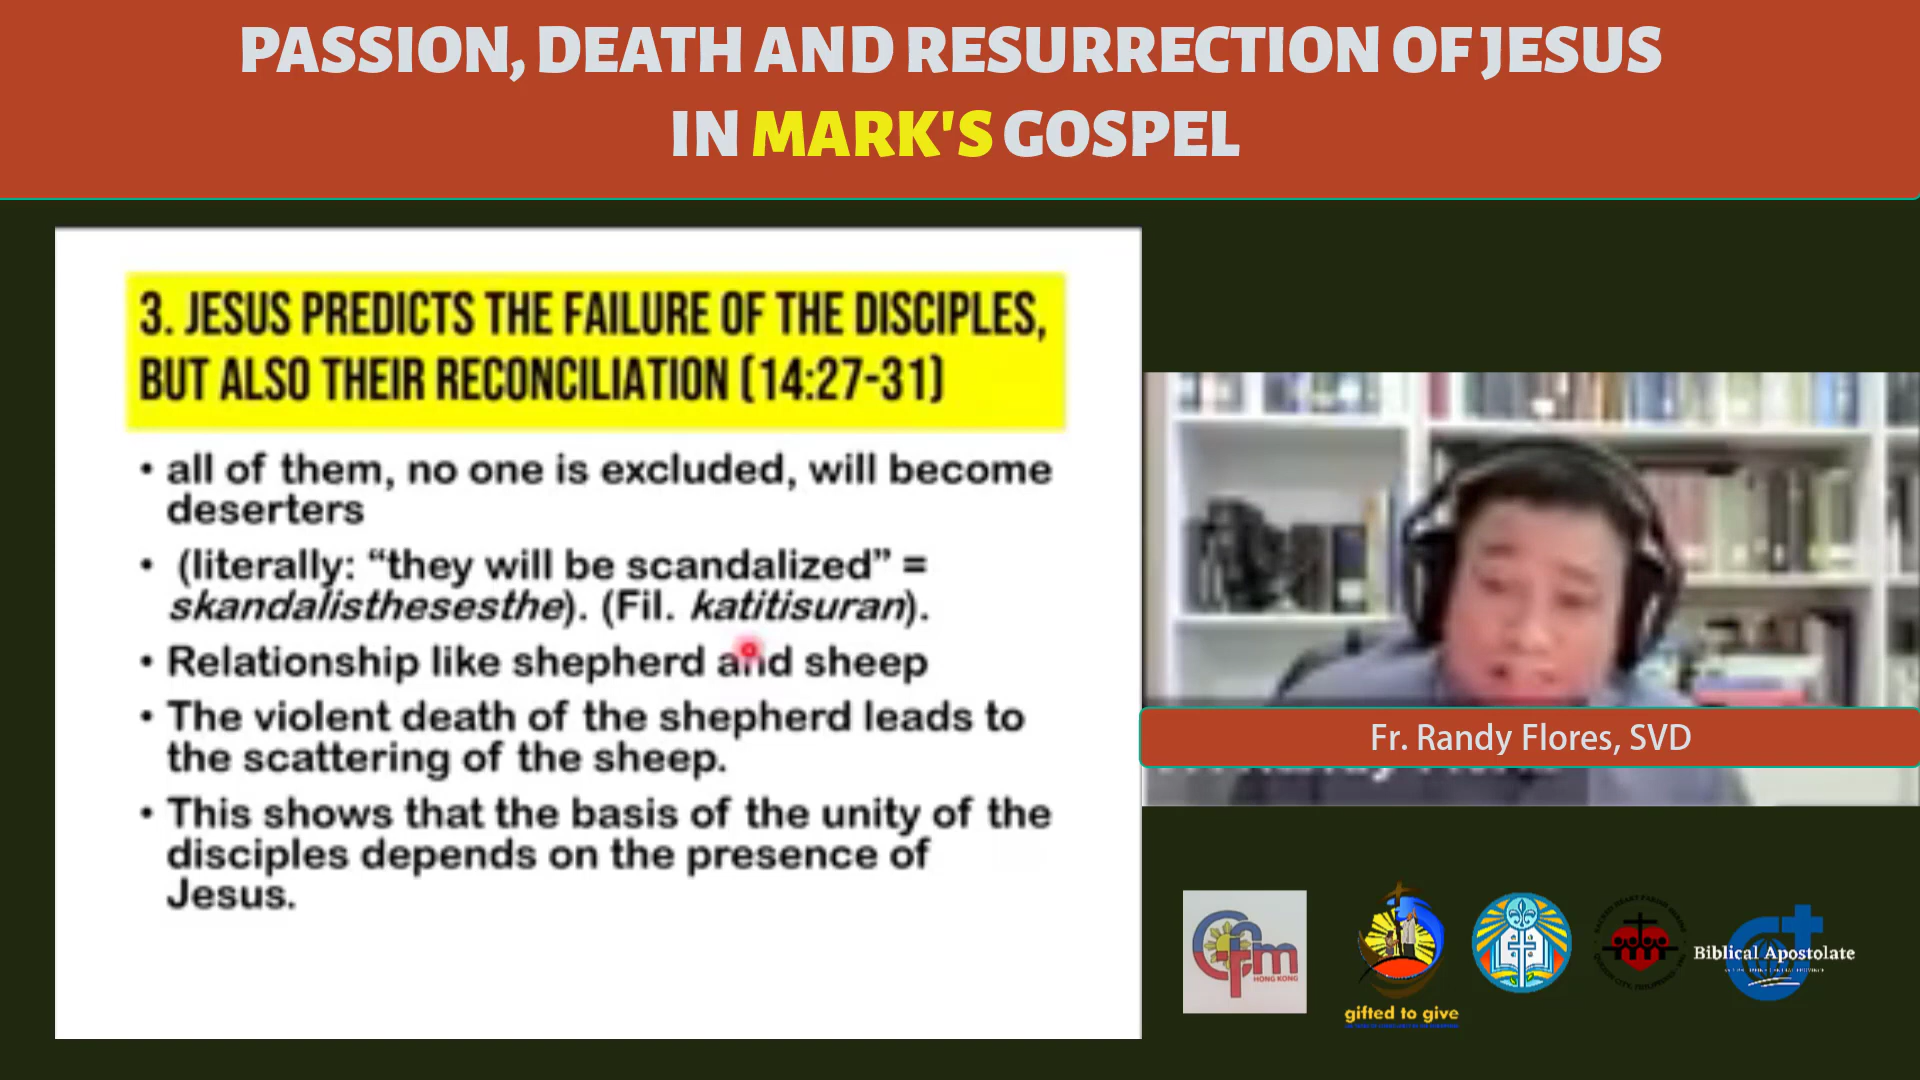 PASSION, DEATH AND RESURRECTION OF JESUS
IN MARK'S GOSPEL
3. JESUS PREDICTS THE FAILURE OF THE DISCIPLES,
BUT ALSO THEIR RECONCILIATION (14:27-31)
• all of them, no one is excluded, will become
deserters
• (literally: “they will be scandalized” =
skandalisthesesthe). (Fil. katitisuran).
• Relationship like shepherd and sheep
• The violent death of the shepherd leads to
the scattering of the sheep.
• This shows that the basis of the unity of the
disciples depends on the presence of
Jesus.
Fr. Randy Flores, SVD
cfm
HONG KONG
gifted to give
Biblical Apostolate